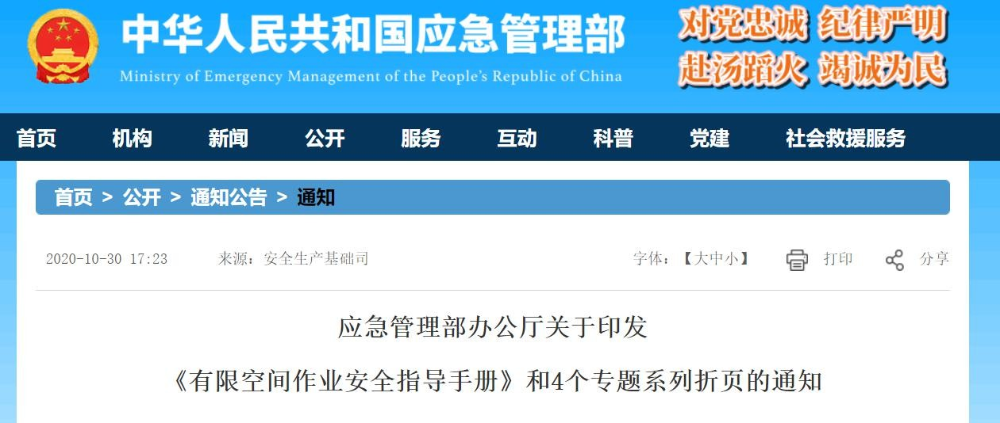 中华人民共和国应急管理部
Ministry of Emergency Management of the People's Republic of China
对党忠诚 纪律严明
赴汤蹈火 竭诚为民
首页 机构 新闻 公开 服务 互动 科普 党建 社会救援服务
首页 > 公开 > 通知公告 > 通知
2020-10-30 17:23 来源：安全生产基础司 字体：【大中小】 打印 分享
应急管理部办公厅关于印发
《有限空间作业安全指导手册》和4个专题系列折页的通知